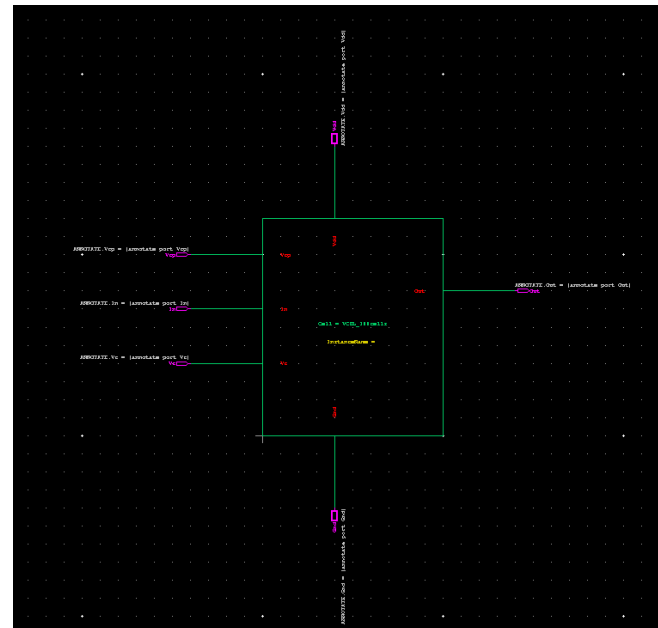 ANNOTATE.Vdd = |annotate port Vdd|
Vdd
Vdd
ANNOTATE.Vcp = |annotate port Vcp|
Vcp
Vcp
ANNOTATE.Out = |annotate port Out|
Out
Out
ANNOTATE.In = |annotate port In|
In
In
Cell = VCDL_188cells
InstanceName =
ANNOTATE.Vc = |annotate port Vc|
Vc
Vc
Gnd
Gnd
ANNOTATE.Gnd = |annotate port Gnd|